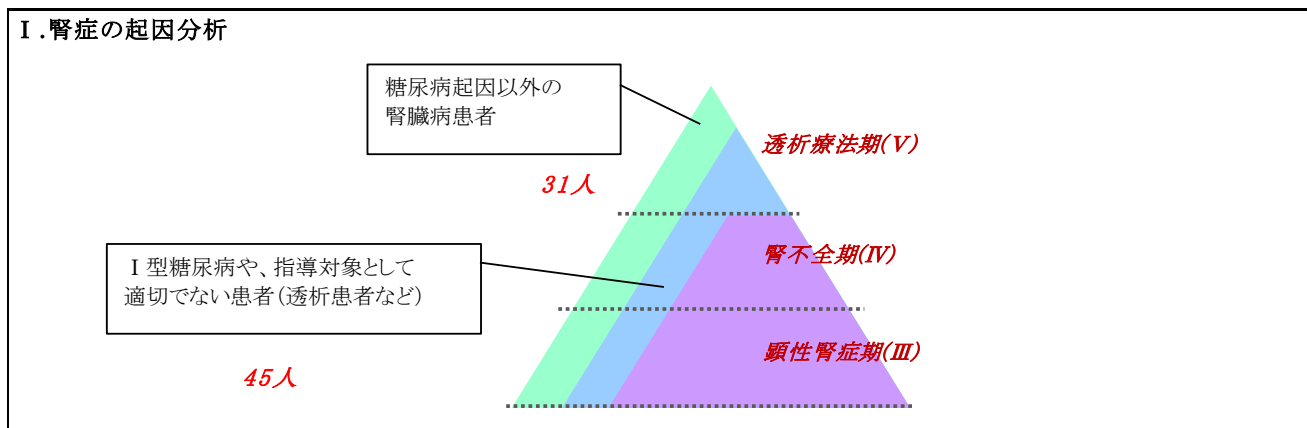 Ⅰ.腎症の起因分析
糖尿病起因以外の
腎臓病患者
透析療法期(Ⅴ)
31人
腎不全期(Ⅳ)
Ⅰ型糖尿病や、指導対象として
適切でない患者(透析患者など)
顕性腎症期(Ⅲ)
45人